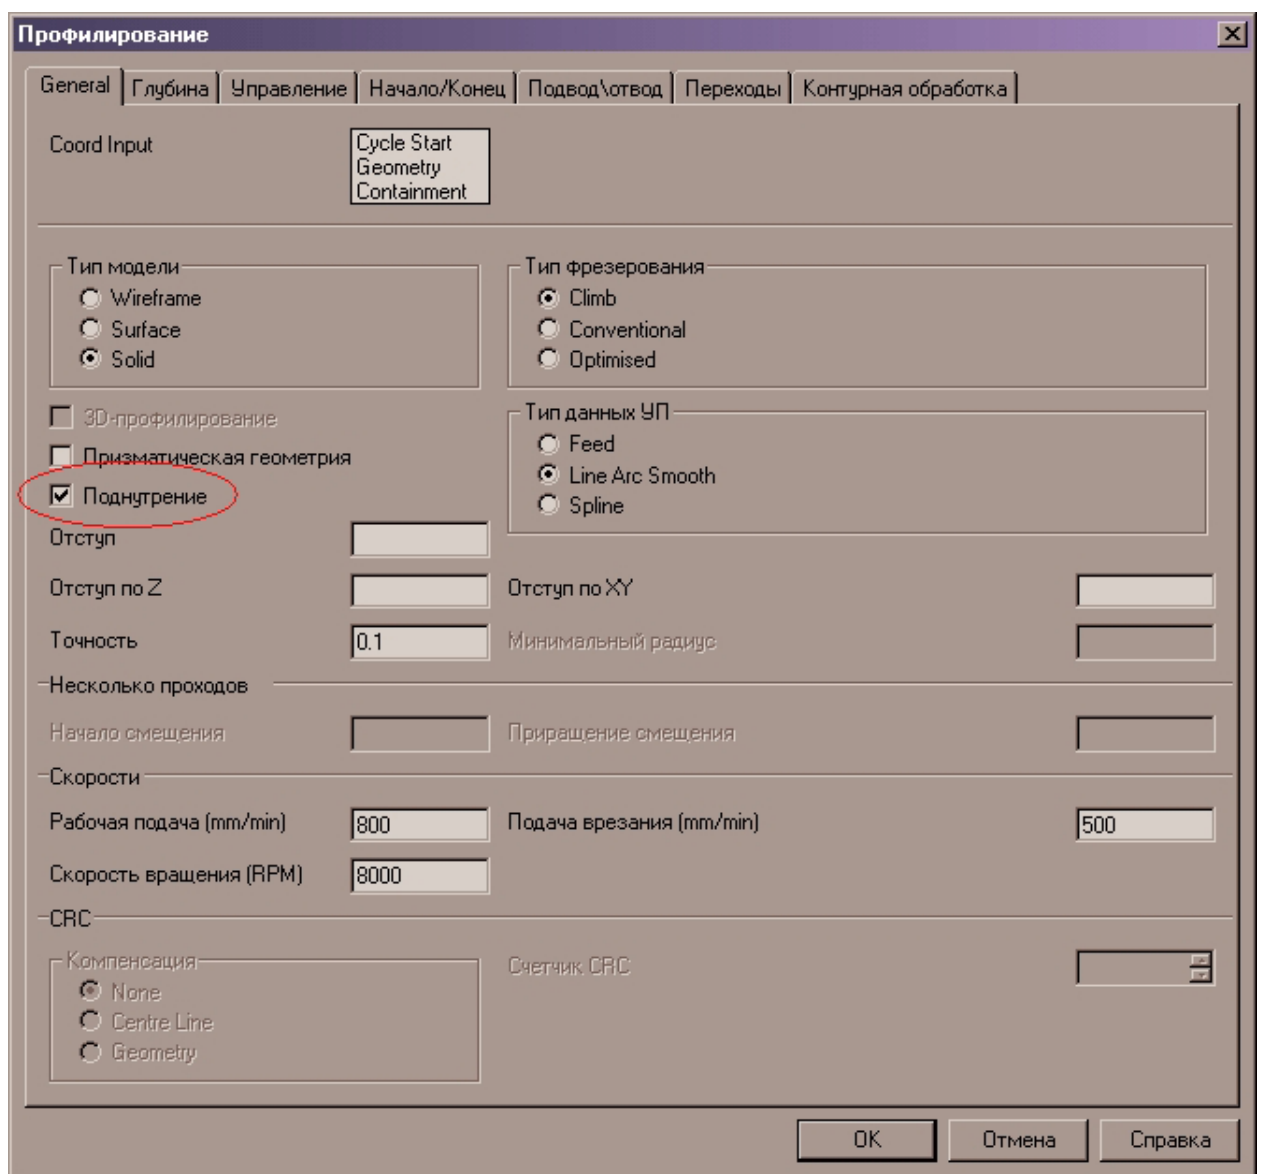 Профилирование
General Глубина Управление Начало/Конец Подвод\отвод Переходы Контурная обработка
Coord Input
Cycle Start
Geometry
Containment
Тип модели
Wireframe
Surface
Solid
Тип фрезерования
Climb
Conventional
Optimised
3D-профилирование
Призматическая геометрия
Поднутрение
Тип данных УП
Feed
Line Arc Smooth
Spline
Отступ
Отступ по Z
Отступ по XY
Точность 0.1
Минимальный радиус
Несколько проходов
Начало смещения
Приращение смещения
Скорости
Рабочая подача (mm/min) 800
Подача врезания (mm/min) 500
Скорость вращения (RPM) 8000
CRC
Компенсация
None
Centre Line
Geometry
Счетчик CRC
OK Отмена Справка